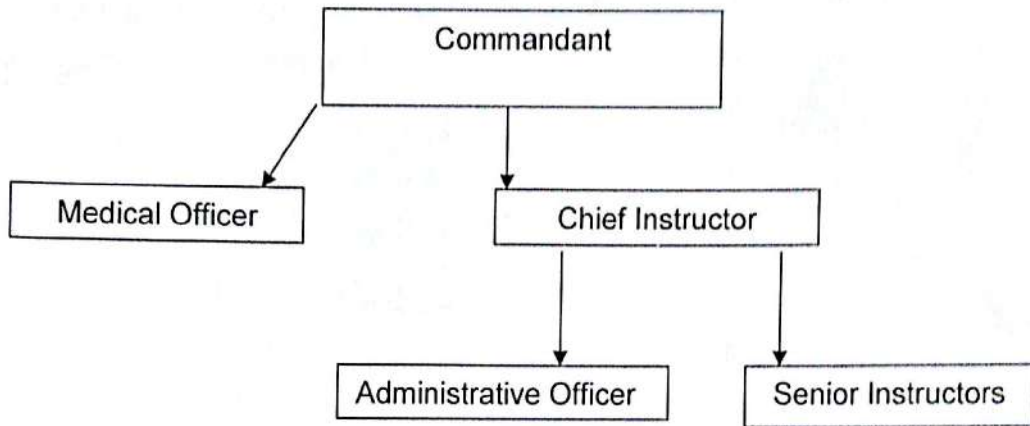 Commandant
Medical Officer
Chief Instructor
Administrative Officer
Senior Instructors